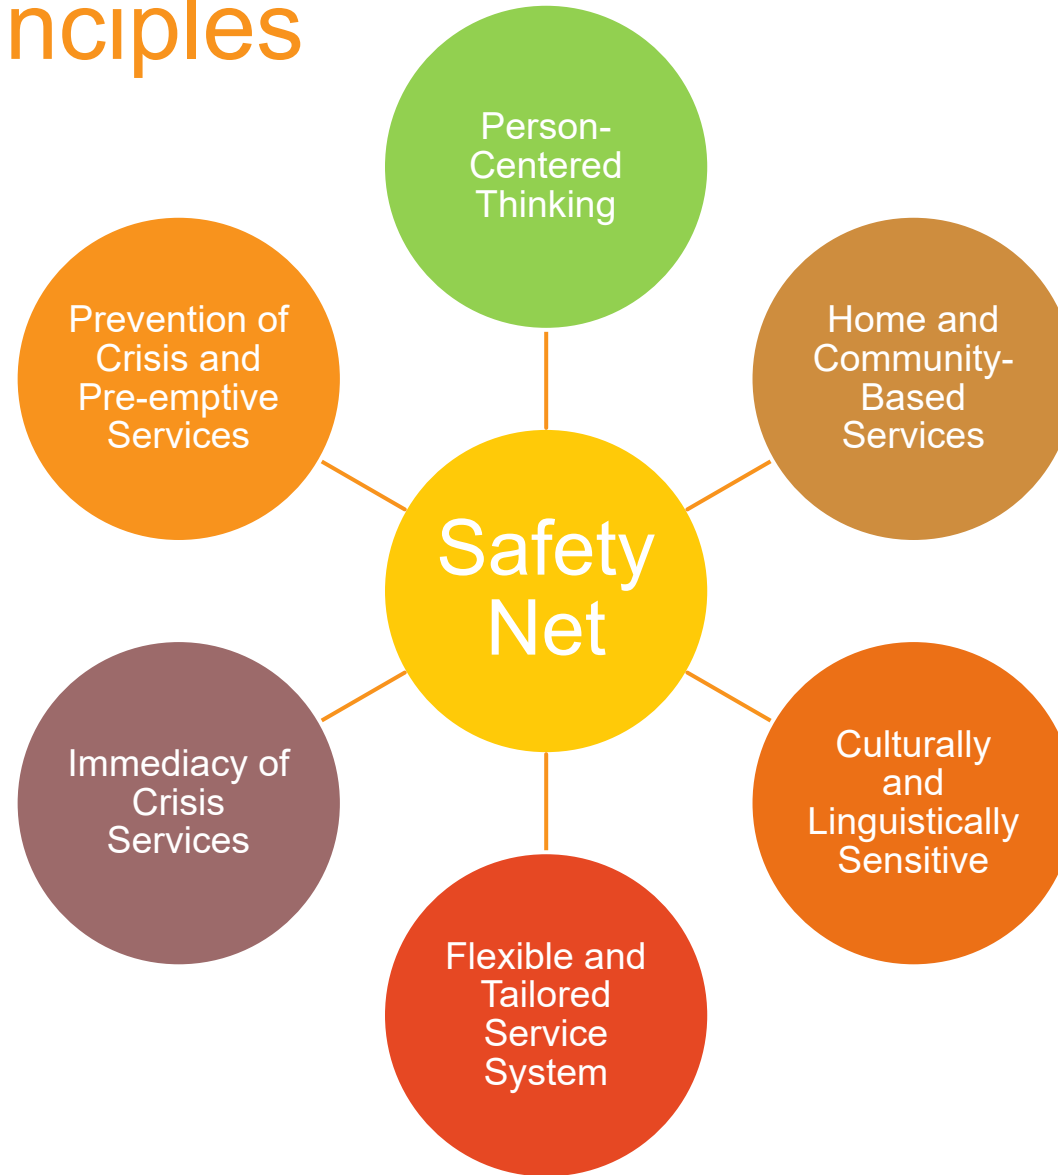 nciples
Person-
Centered
Thinking
Prevention of
Crisis and
Pre-emptive
Services
Home and
Community-
Based
Services
Safety
Net
Immediacy of
Crisis
Services
Culturally
and
Linguistically
Sensitive
Flexible and
Tailored
Service
System